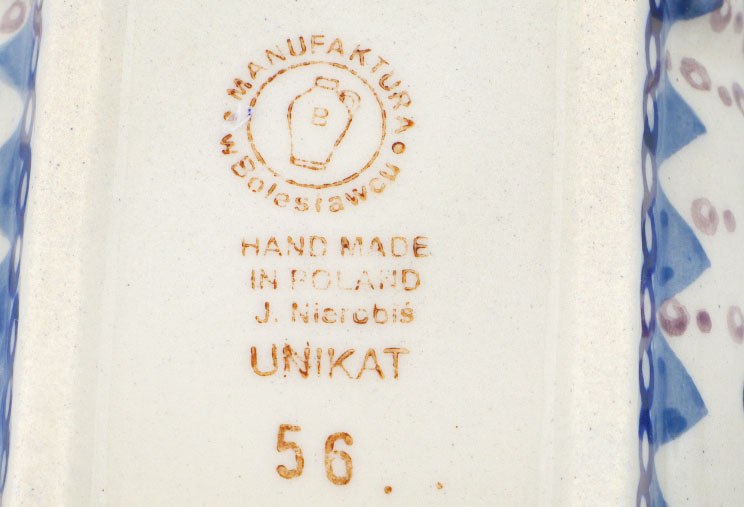 MANUFAKTURA
w Bolesławcu
B
HAND MADE
IN POLAND
J. Nierobiś
UNIKAT
56